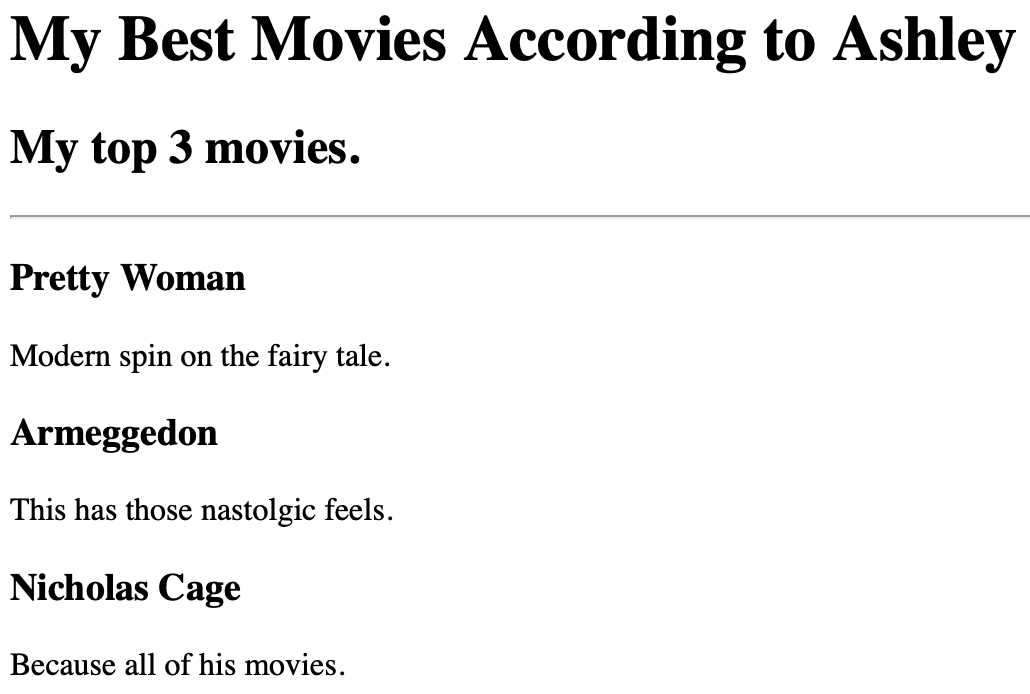 My Best Movies According to Ashley
My top 3 movies.
Pretty Woman
Modern spin on the fairy tale.
Armeggedon
This has those nastolgic feels.
Nicholas Cage
Because all of his movies.